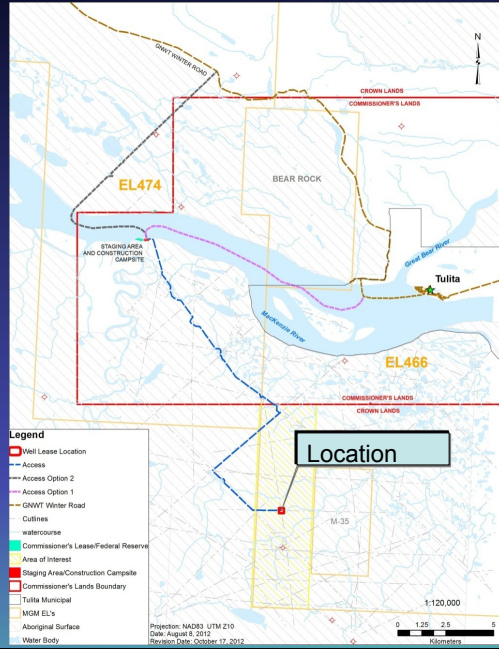 N
GNWT WINTER ROAD
CROWN LANDS
COMMISSIONER'S LANDS
EL474
BEAR ROCK
STAGING AREA
AND CONSTRUCTION
CAMPSITE
Great Bear River
Tulita
MacKenzie River
EL466
COMMISSIONER'S LANDS
CROWN LANDS
Location
M-35
Legend
Well Lease Location
Access
Access Option 2
Access Option 1
GNWT Winter Road
Cutlines
watercourse
Commissioner's Lease/Federal Reserve
Area of Interest
Staging Area/Construction Campsite
Commissioner's Lands Boundary
Tulita Municipal
MGM EL's
Aboriginal Surface
Water Body
Projection: NAD83 UTM Z10
Date: August 8, 2012
Revision Date: October 17, 2012
1:120,000
0 1.25 2.5 5
Kilometers